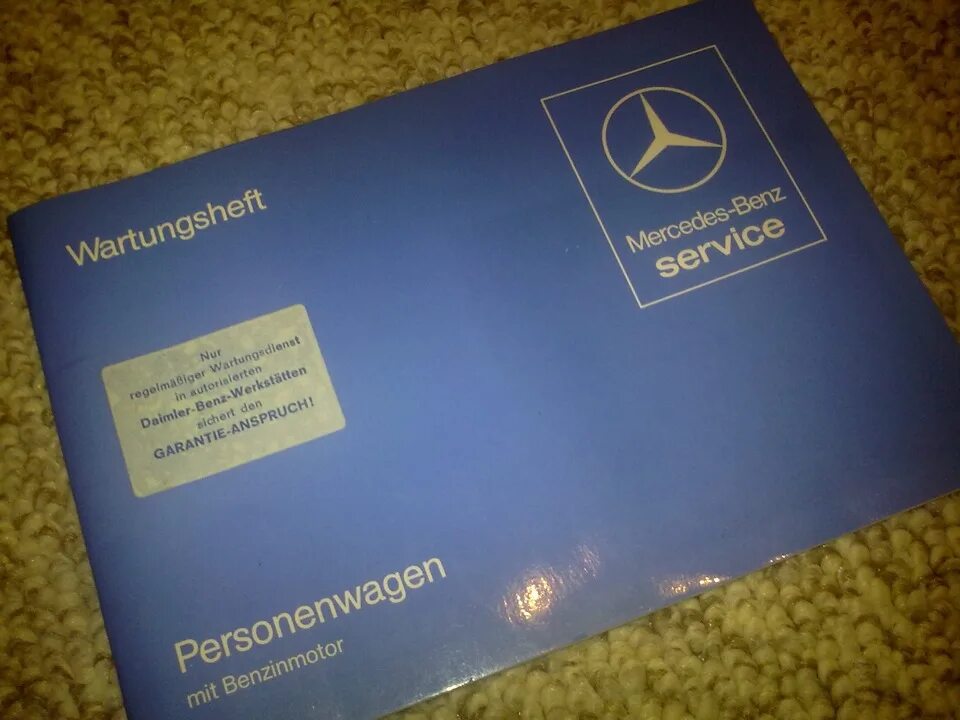 Wartungsheft
Mercedes-Benz
service
Nur
regelmäßiger Wartungsdienst
in autorisierten
Daimler-Benz-Werkstätten
sichert den
GARANTIE-ANSPRUCH!
Personenwagen
mit Benzinmotor